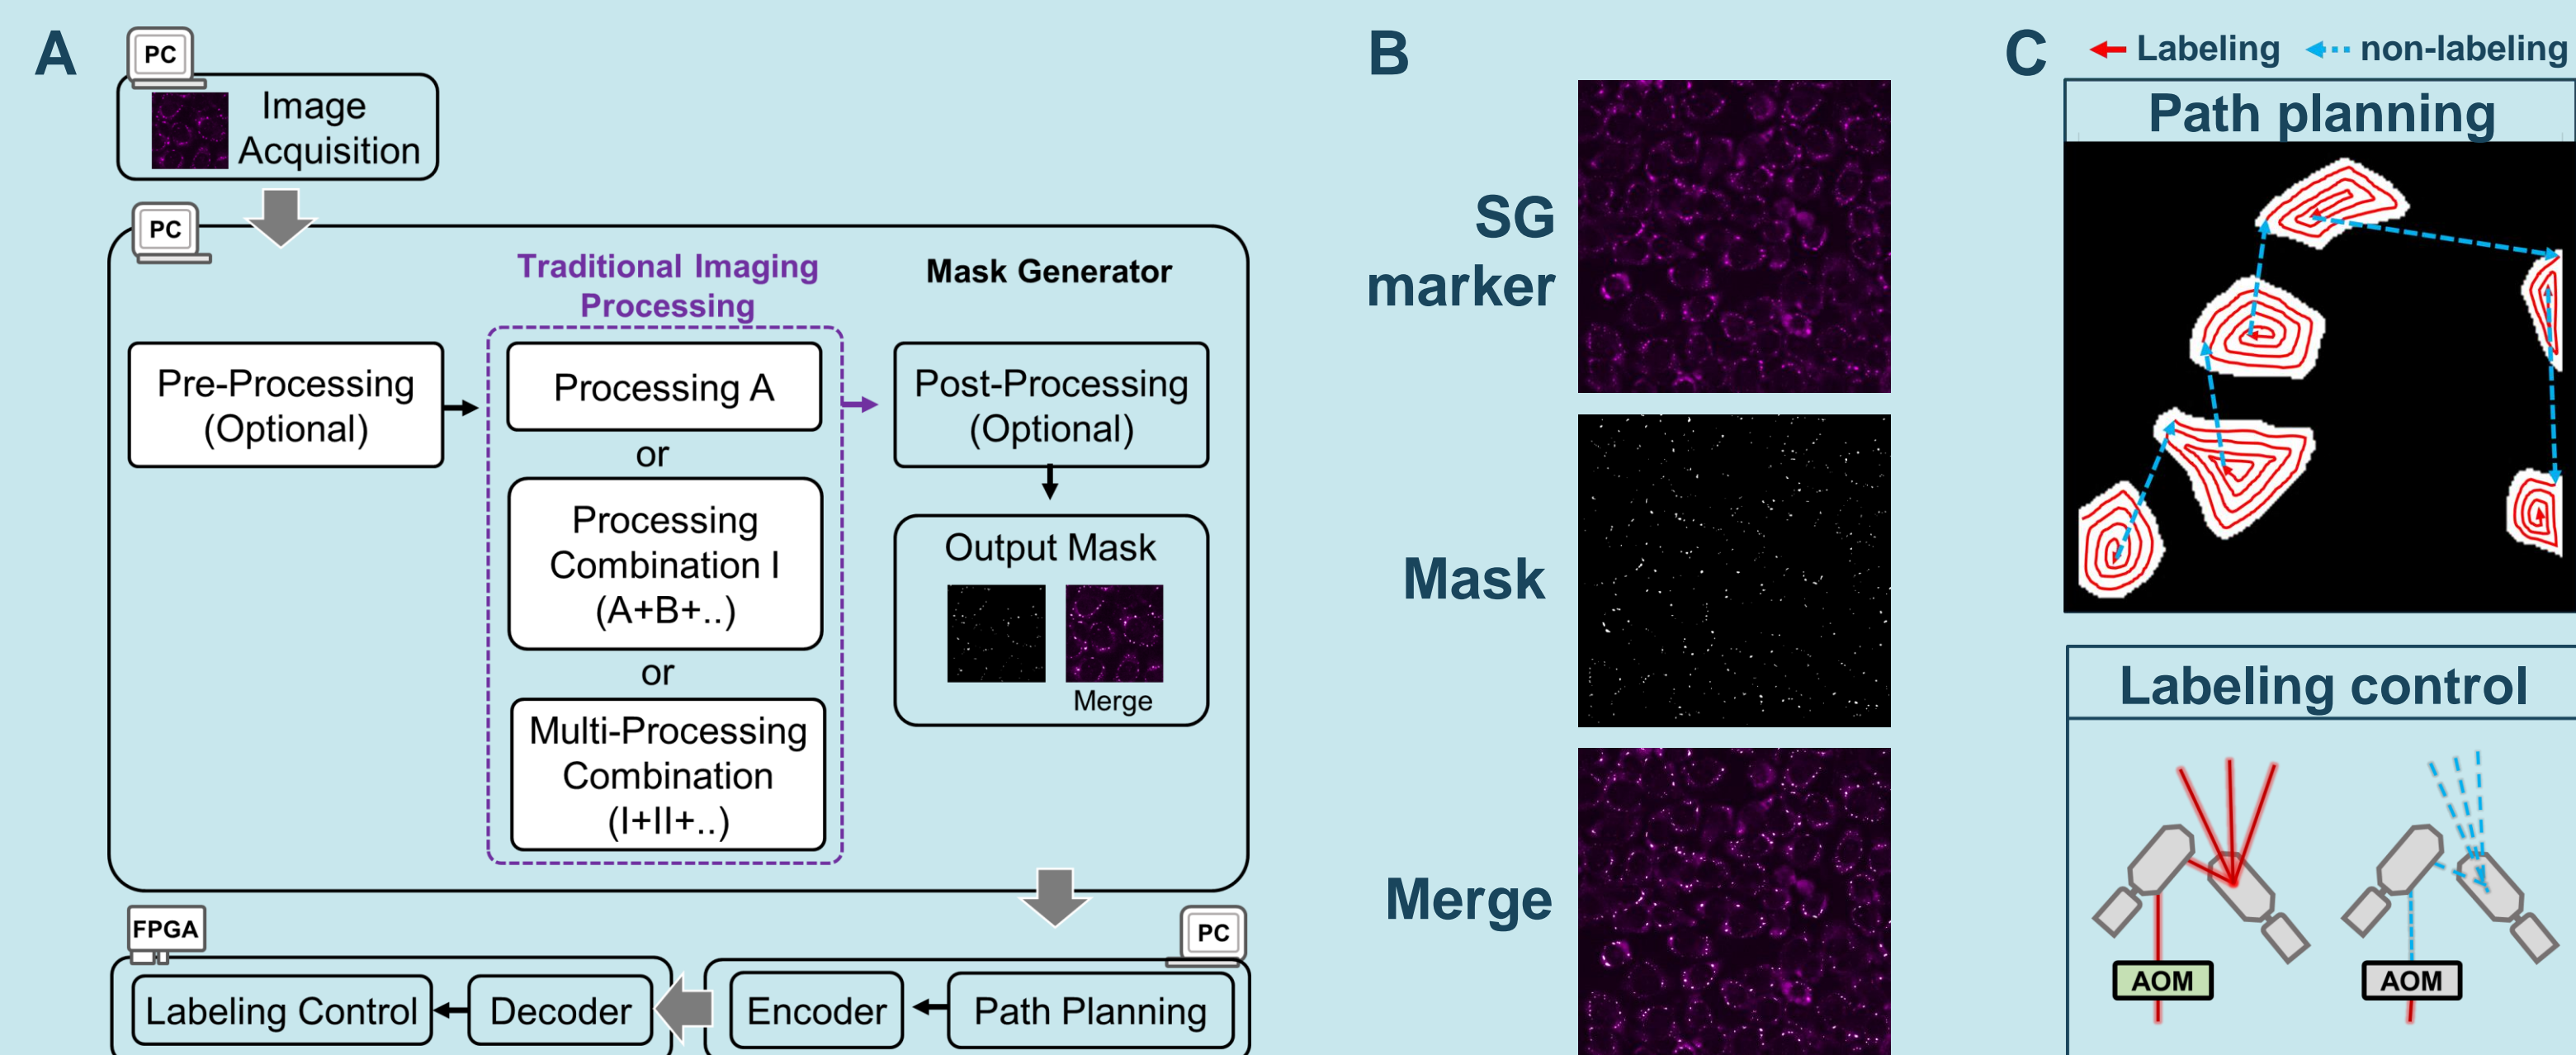 A
PC
Image
Acquisition
PC
Traditional Imaging
Processing
Mask Generator
Pre-Processing
(Optional)
Processing A
or
Processing
Combination I
(A+B+..)
or
Multi-Processing
Combination
(I+II+..)
Post-Processing
(Optional)
Output Mask
Merge
FPGA
PC
Labeling Control
Decoder
Encoder
Path Planning
B
SG
marker
Mask
Merge
C
Labeling
non-labeling
Path planning
Labeling control
AOM
AOM